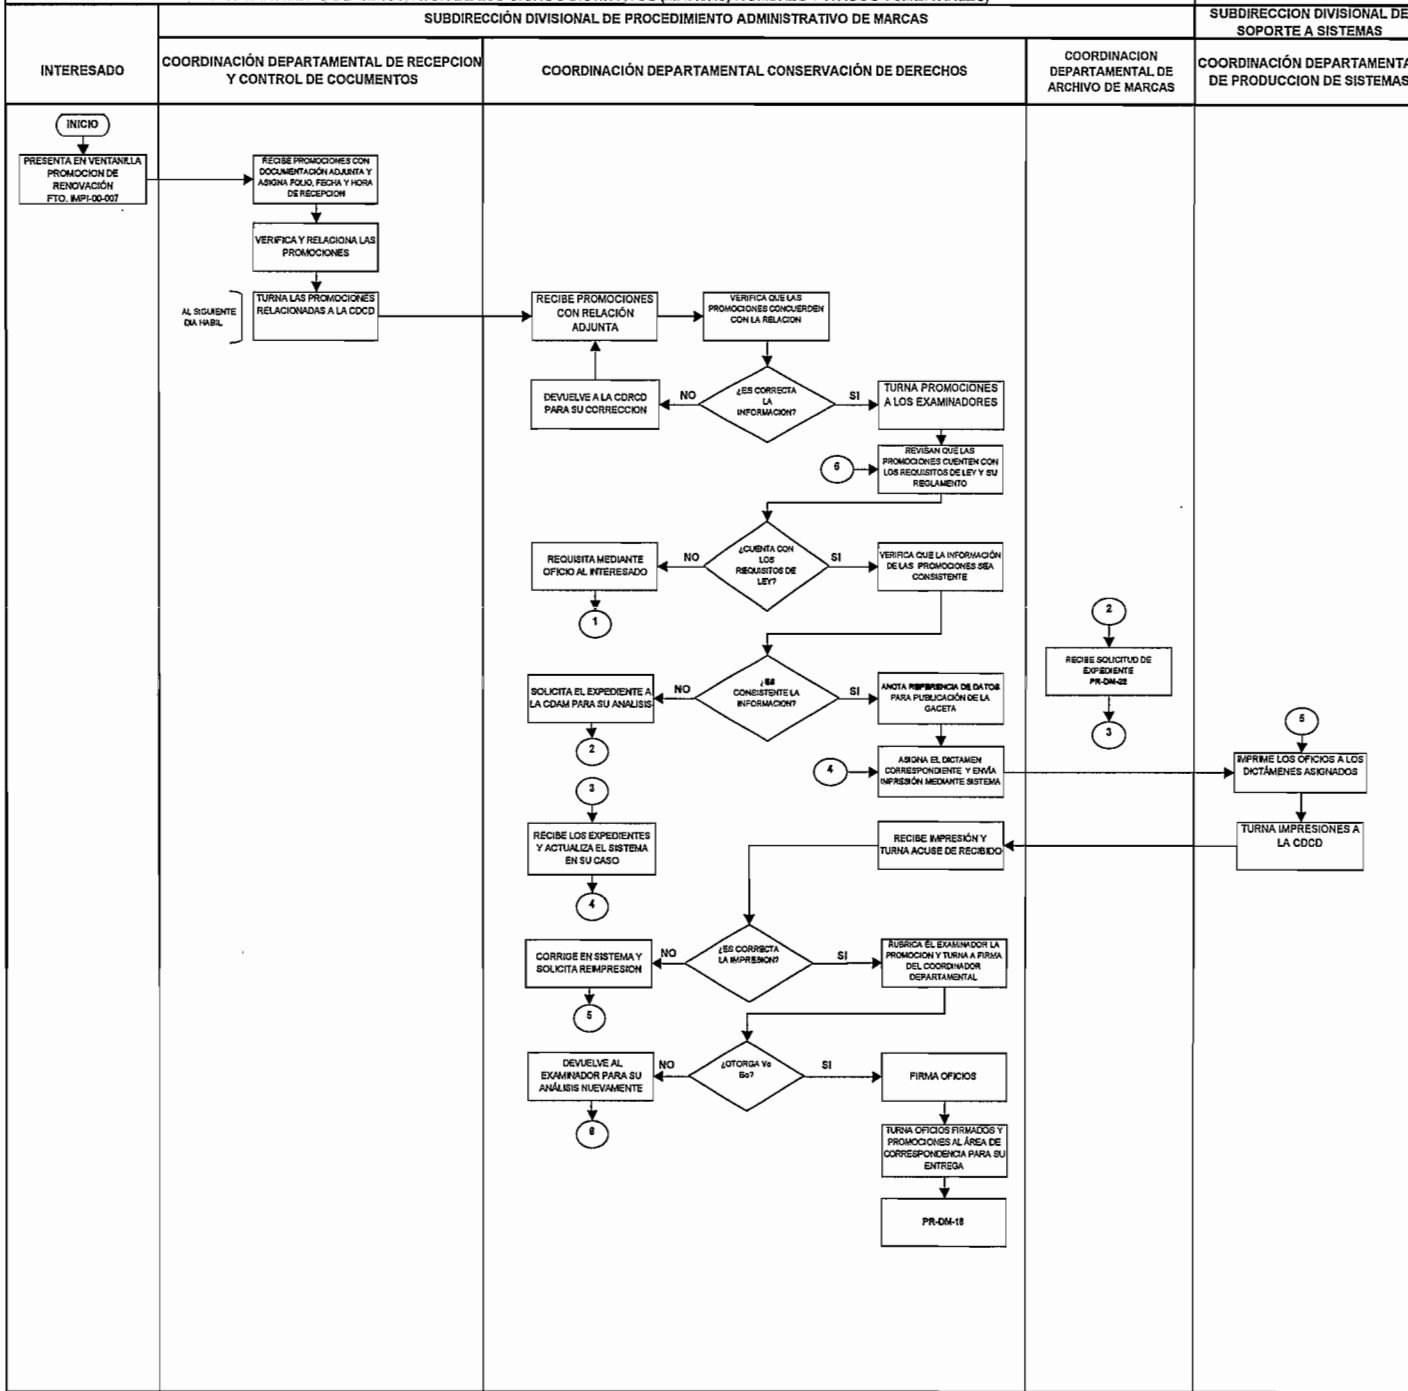 SUBDIRECCIÓN DIVISIONAL DE PROCEDIMIENTO ADMINISTRATIVO DE MARCAS
SUBDIRECCION DIVISIONAL DE
SOPORTE A SISTEMAS
INTERESADO
COORDINACIÓN DEPARTAMENTAL DE RECEPCION
Y CONTROL DE COCUMENTOS
COORDINACIÓN DEPARTAMENTAL CONSERVACIÓN DE DERECHOS
COORDINACION
DEPARTAMENTAL DE
ARCHIVO DE MARCAS
COORDINACIÓN DEPARTAMENTA
DE PRODUCCION DE SISTEMAS
INICIO
PRESENTA EN VENTANILLA
PROMOCION DE
RENOVACIÓN
FTO. IMPI-00-007
RECIBE PROMOCIONES CON
DOCUMENTACIÓN ADJUNTA Y
ASIGNA FOLIO, FECHA Y HORA
DE RECEPCION
VERIFICA Y RELACIONA LAS
PROMOCIONES
AL SIGUIENTE
DIA HABIL
TURNA LAS PROMOCIONES
RELACIONADAS A LA CDCD
RECIBE PROMOCIONES
CON RELACIÓN
ADJUNTA
VERIFICA QUE LAS
PROMOCIONES CONCUERDEN
CON LA RELACION
DEVUELVE A LA CDRCD
PARA SU CORRECCION
NO
¿ES CORRECTA
LA
INFORMACION?
SI
TURNA PROMOCIONES
A LOS EXAMINADORES
6
REVISAN QUE LAS
PROMOCIONES CUENTEN CON
LOS REQUISITOS DE LEY Y SU
REGLAMENTO
REQUISITA MEDIANTE
OFICIO AL INTERESADO
NO
¿CUENTA CON
LOS
REQUISITOS DE
LEY?
SI
VERIFICA QUE LA INFORMACIÓN
DE LAS PROMOCIONES SEA
CONSISTENTE
1
2
RECIBE SOLICITUD DE
EXPEDIENTE
PR-DM-22
3
SOLICITA EL EXPEDIENTE A
LA CDAM PARA SU ANALISIS
NO
¿ES
CONSISTENTE LA
INFORMACION?
SI
ANOTA REFERENCIA DE DATOS
PARA PUBLICACIÓN DE LA
GACETA
2
4
ASIGNA EL DICTAMEN
CORRESPONDIENTE Y ENVÍA
IMPRESIÓN MEDIANTE SISTEMA
5
IMPRIME LOS OFICIOS A LOS
DICTÁMENES ASIGNADOS
3
RECIBE LOS EXPEDIENTES
Y ACTUALIZA EL SISTEMA
EN SU CASO
RECIBE IMPRESIÓN Y
TURNA ACUSE DE RECIBIDO
TURNA IMPRESIONES A
LA CDCD
4
CORRIGE EN SISTEMA Y
SOLICITA REIMPRESION
NO
¿ES CORRECTA
LA IMPRESION?
SI
RUBRICA EL EXAMINADOR LA
PROMOCION Y TURNA A FIRMA
DEL COORDINADOR
DEPARTAMENTAL
5
DEVUELVE AL
EXAMINADOR PARA SU
ANÁLISIS NUEVAMENTE
NO
¿OTORGA Vo
Bo?
SI
FIRMA OFICIOS
6
TURNA OFICIOS FIRMADOS Y
PROMOCIONES AL ÁREA DE
CORRESPONDENCIA PARA SU
ENTREGA
PR-DM-18